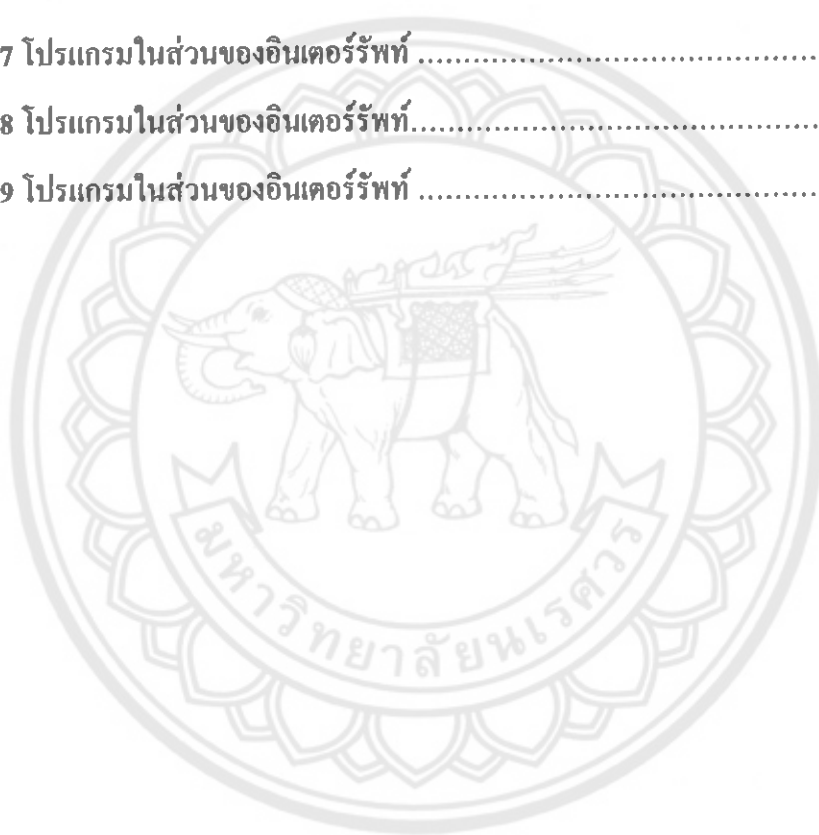 7 โปรแกรมในส่วนของอินเตอร์รัพท์ ..........................................
8 โปรแกรมในส่วนของอินเตอร์รัพท์..........................................
9 โปรแกรมในส่วนของอินเตอร์รัพท์ ..........................................
มหาวิทยาลัยนเรศวร